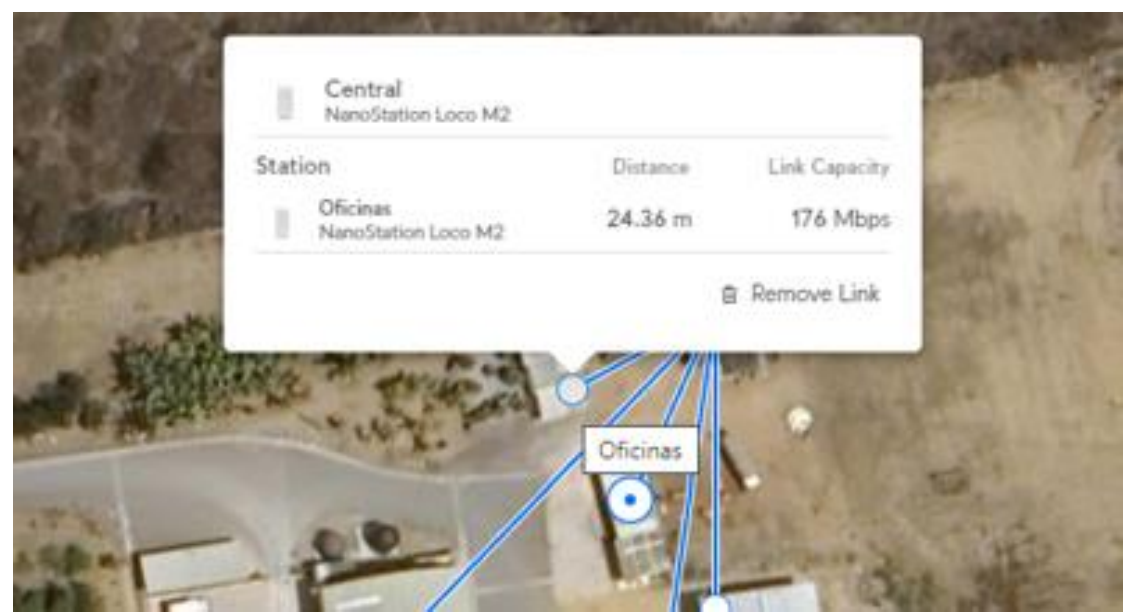 Central
NanoStation Loco M2
Station Distance Link Capacity
Oficinas
NanoStation Loco M2
24.36 m 176 Mbps
Remove Link
Oficinas